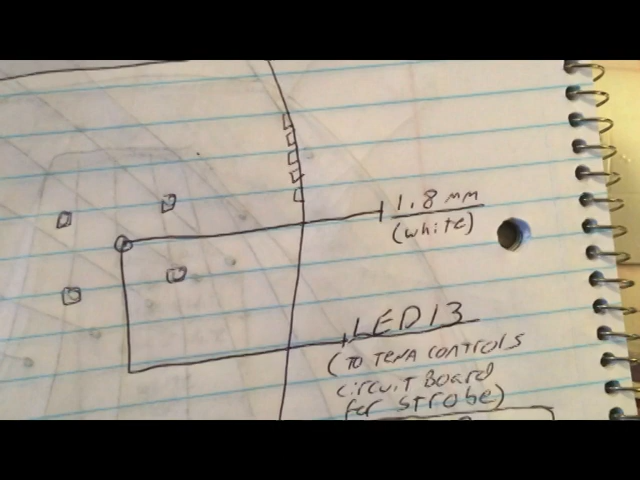 1.8 mm
(white)
LED13
(TO TENA CONTROLS
CIRCUIT BOARD
for STROBE)